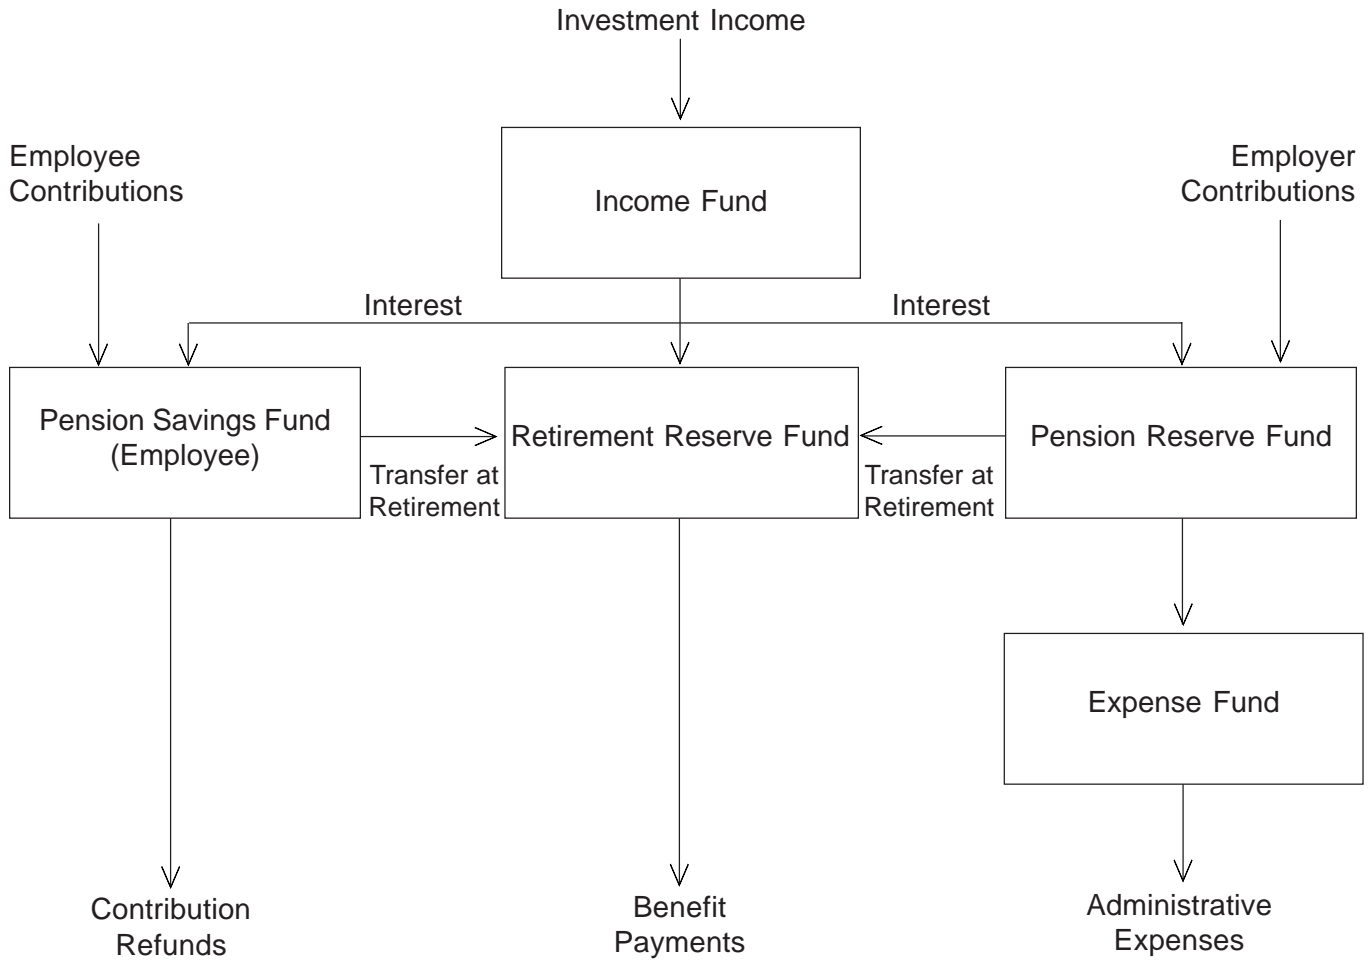 Investment Income
Employee
Contributions
Employer
Contributions
Income Fund
Interest
Interest
Pension Savings Fund
(Employee)
Retirement Reserve Fund
Pension Reserve Fund
Transfer at
Retirement
Transfer at
Retirement
Expense Fund
Contribution
Refunds
Benefit
Payments
Administrative
Expenses